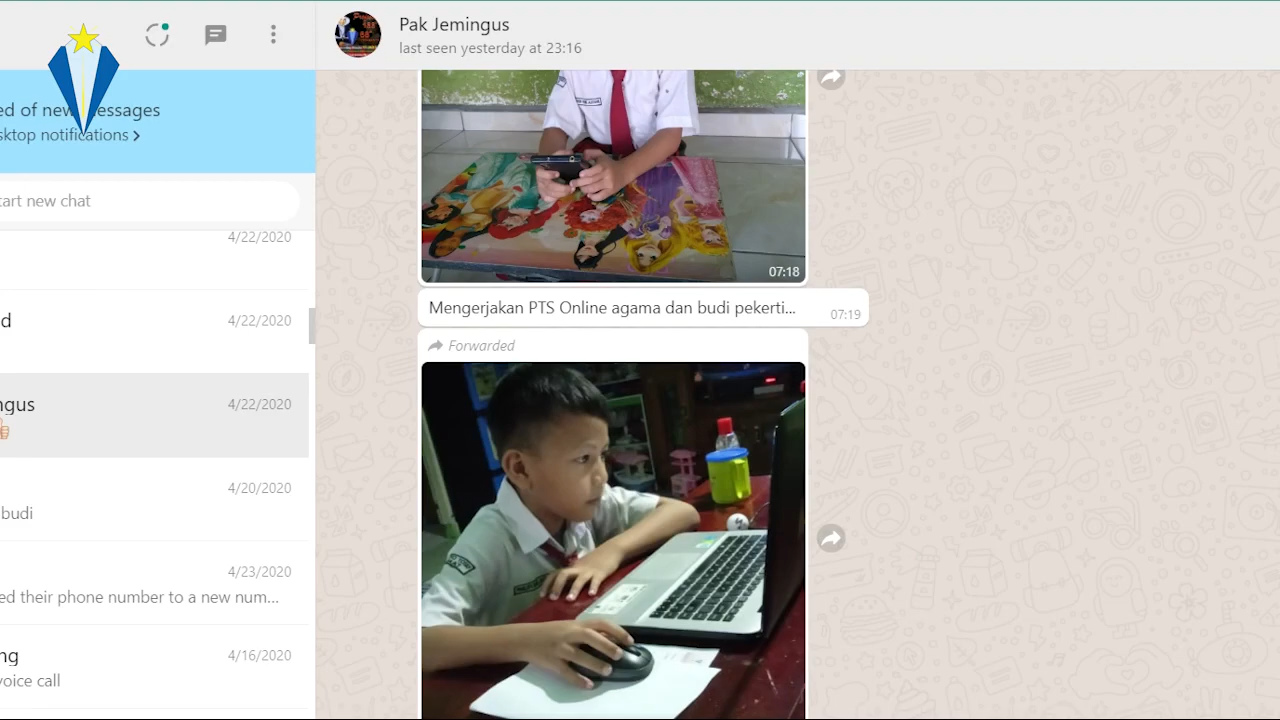 Pak Jemingus
last seen yesterday at 23:16
ed of new messages
sktop notifications >
tart new chat
4/22/2020
d
4/22/2020
ngus
4/22/2020
4/20/2020
budi
4/23/2020
ed their phone number to a new num...
ng
4/16/2020
voice call
07:18
Mengerjakan PTS Online agama dan budi pekerti...
07:19
Forwarded